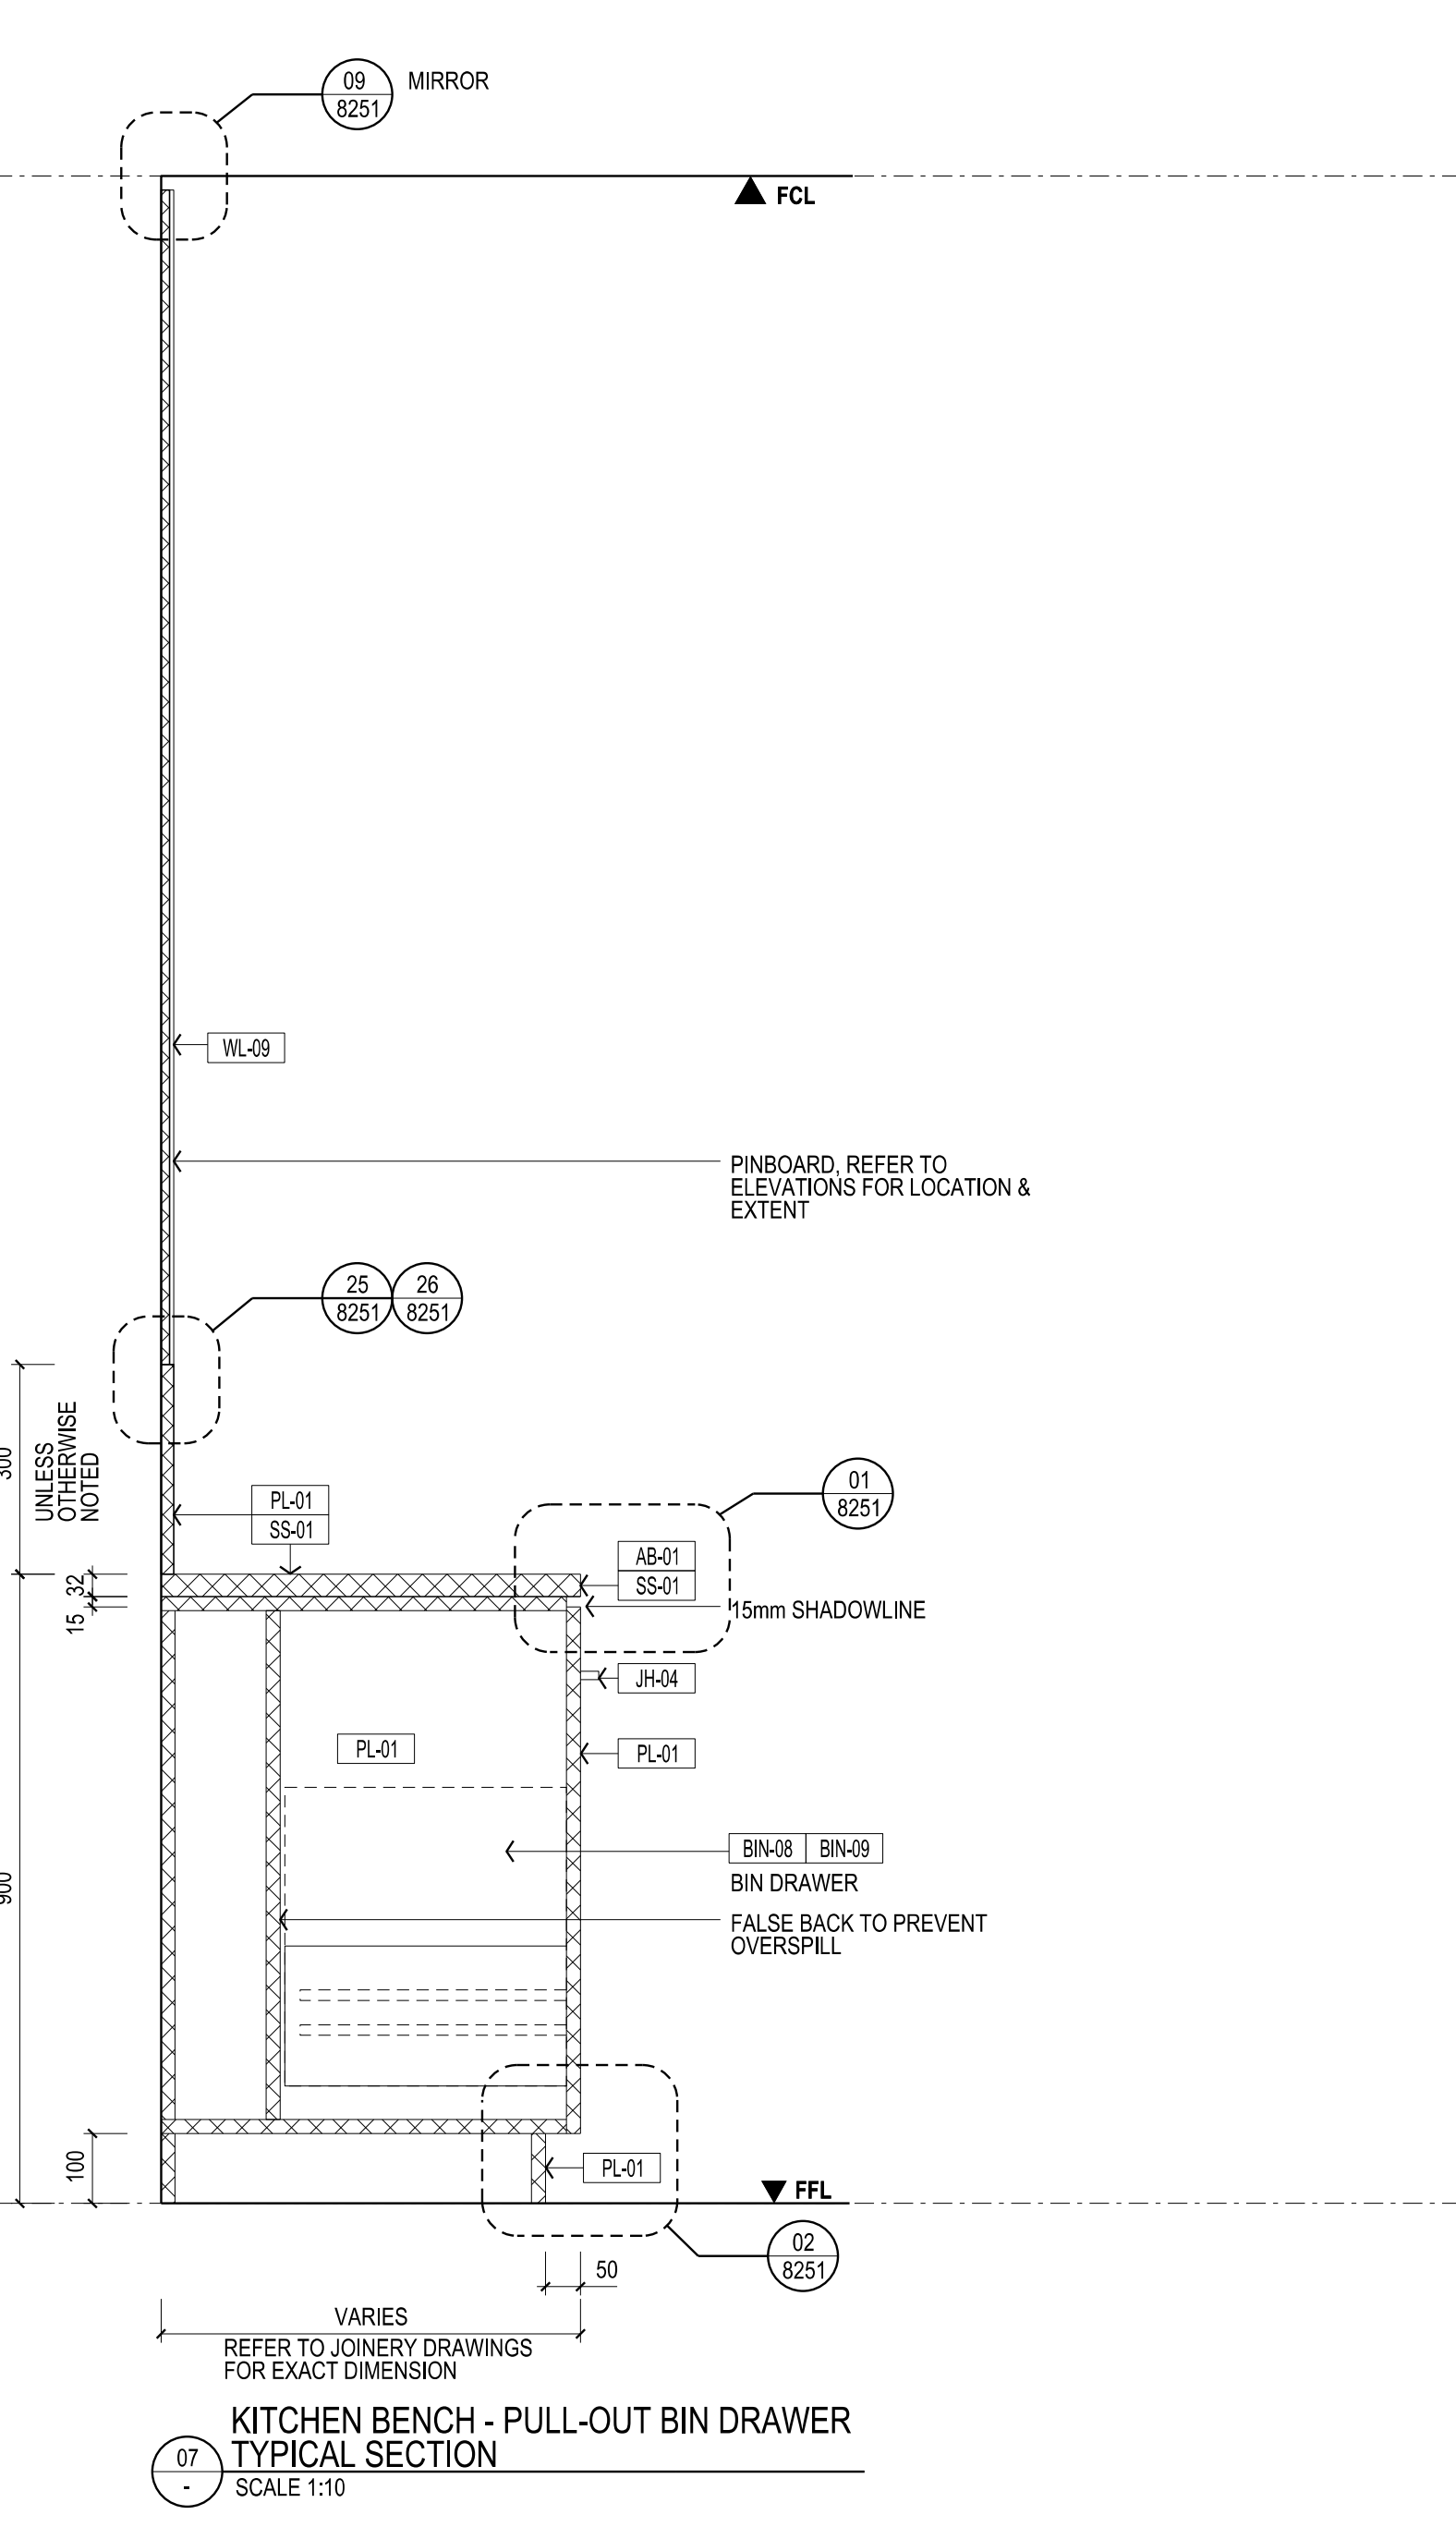 09
8251
MIRROR
FCL
WL-09
PINBOARD, REFER TO
ELEVATIONS FOR LOCATION &
EXTENT
25
8251
26
8251
300
UNLESS
OTHERWISE
NOTED
01
8251
PL-01
SS-01
AB-01
SS-01
32
15
15mm SHADOWLINE
JH-04
PL-01
PL-01
BIN-08
BIN-09
BIN DRAWER
900
FALSE BACK TO PREVENT
OVERSPILL
100
PL-01
FFL
02
8251
50
VARIES
REFER TO JOINERY DRAWINGS
FOR EXACT DIMENSION
KITCHEN BENCH - PULL-OUT BIN DRAWER
TYPICAL SECTION
07
-
SCALE 1:10